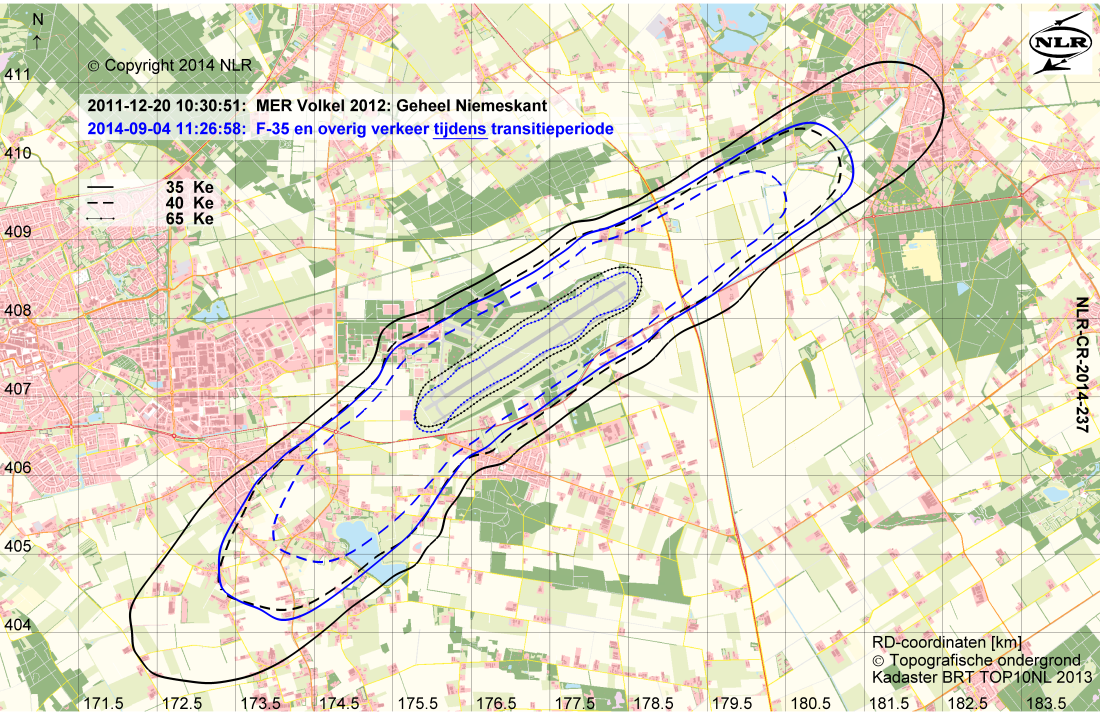 N
↑
© Copyright 2014 NLR
NLR
2011-12-20 10:30:51: MER Volkel 2012: Geheel Niemeskant
2014-09-04 11:26:58: F-35 en overig verkeer tijdens transitieperiode
35 Ke
40 Ke
65 Ke
411
410
409
408
407
406
405
404
NLR-CR-2014-237
RD-coordinaten [km]
© Topografische ondergrond
Kadaster BRT TOP10NL 2013
171.5 172.5 173.5 174.5 175.5 176.5 177.5 178.5 179.5 180.5 181.5 182.5 183.5